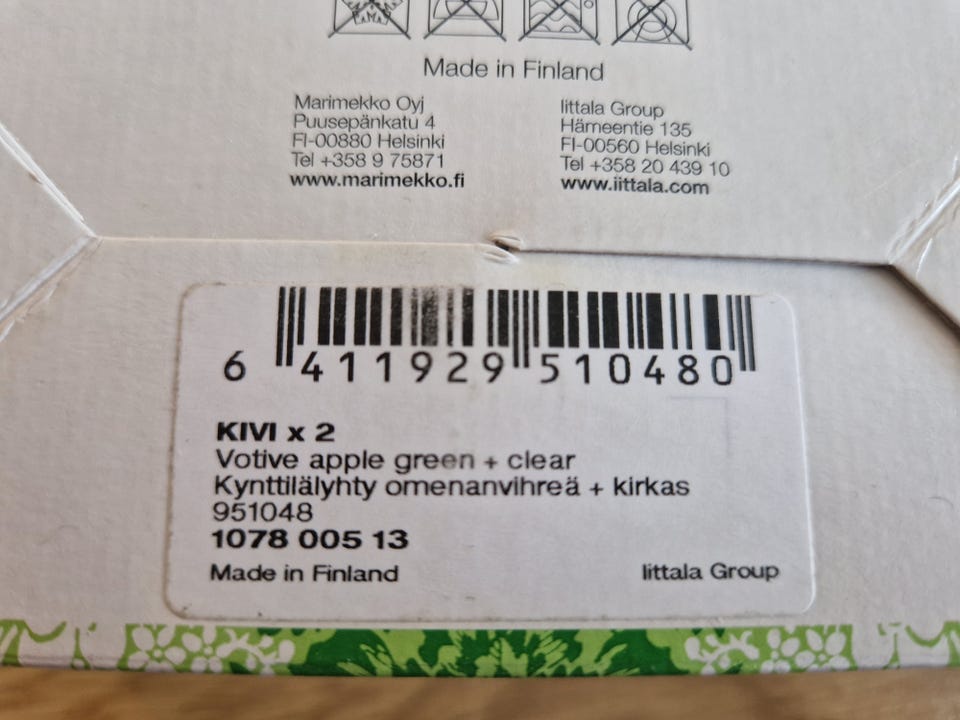 Made in Finland
Marimekko Oyj
Puusepänkatu 4
FI-00880 Helsinki
Tel +358 9 75871
www.marimekko.fi
Iittala Group
Hämeentie 135
FI-00560 Helsinki
Tel +358 20 439 10
www.iittala.com
6 411929 510480
KIVI x 2
Votive apple green + clear
Kynttilälyhty omenanvihreä + kirkas
951048
1078 005 13
Made in Finland
Iittala Group